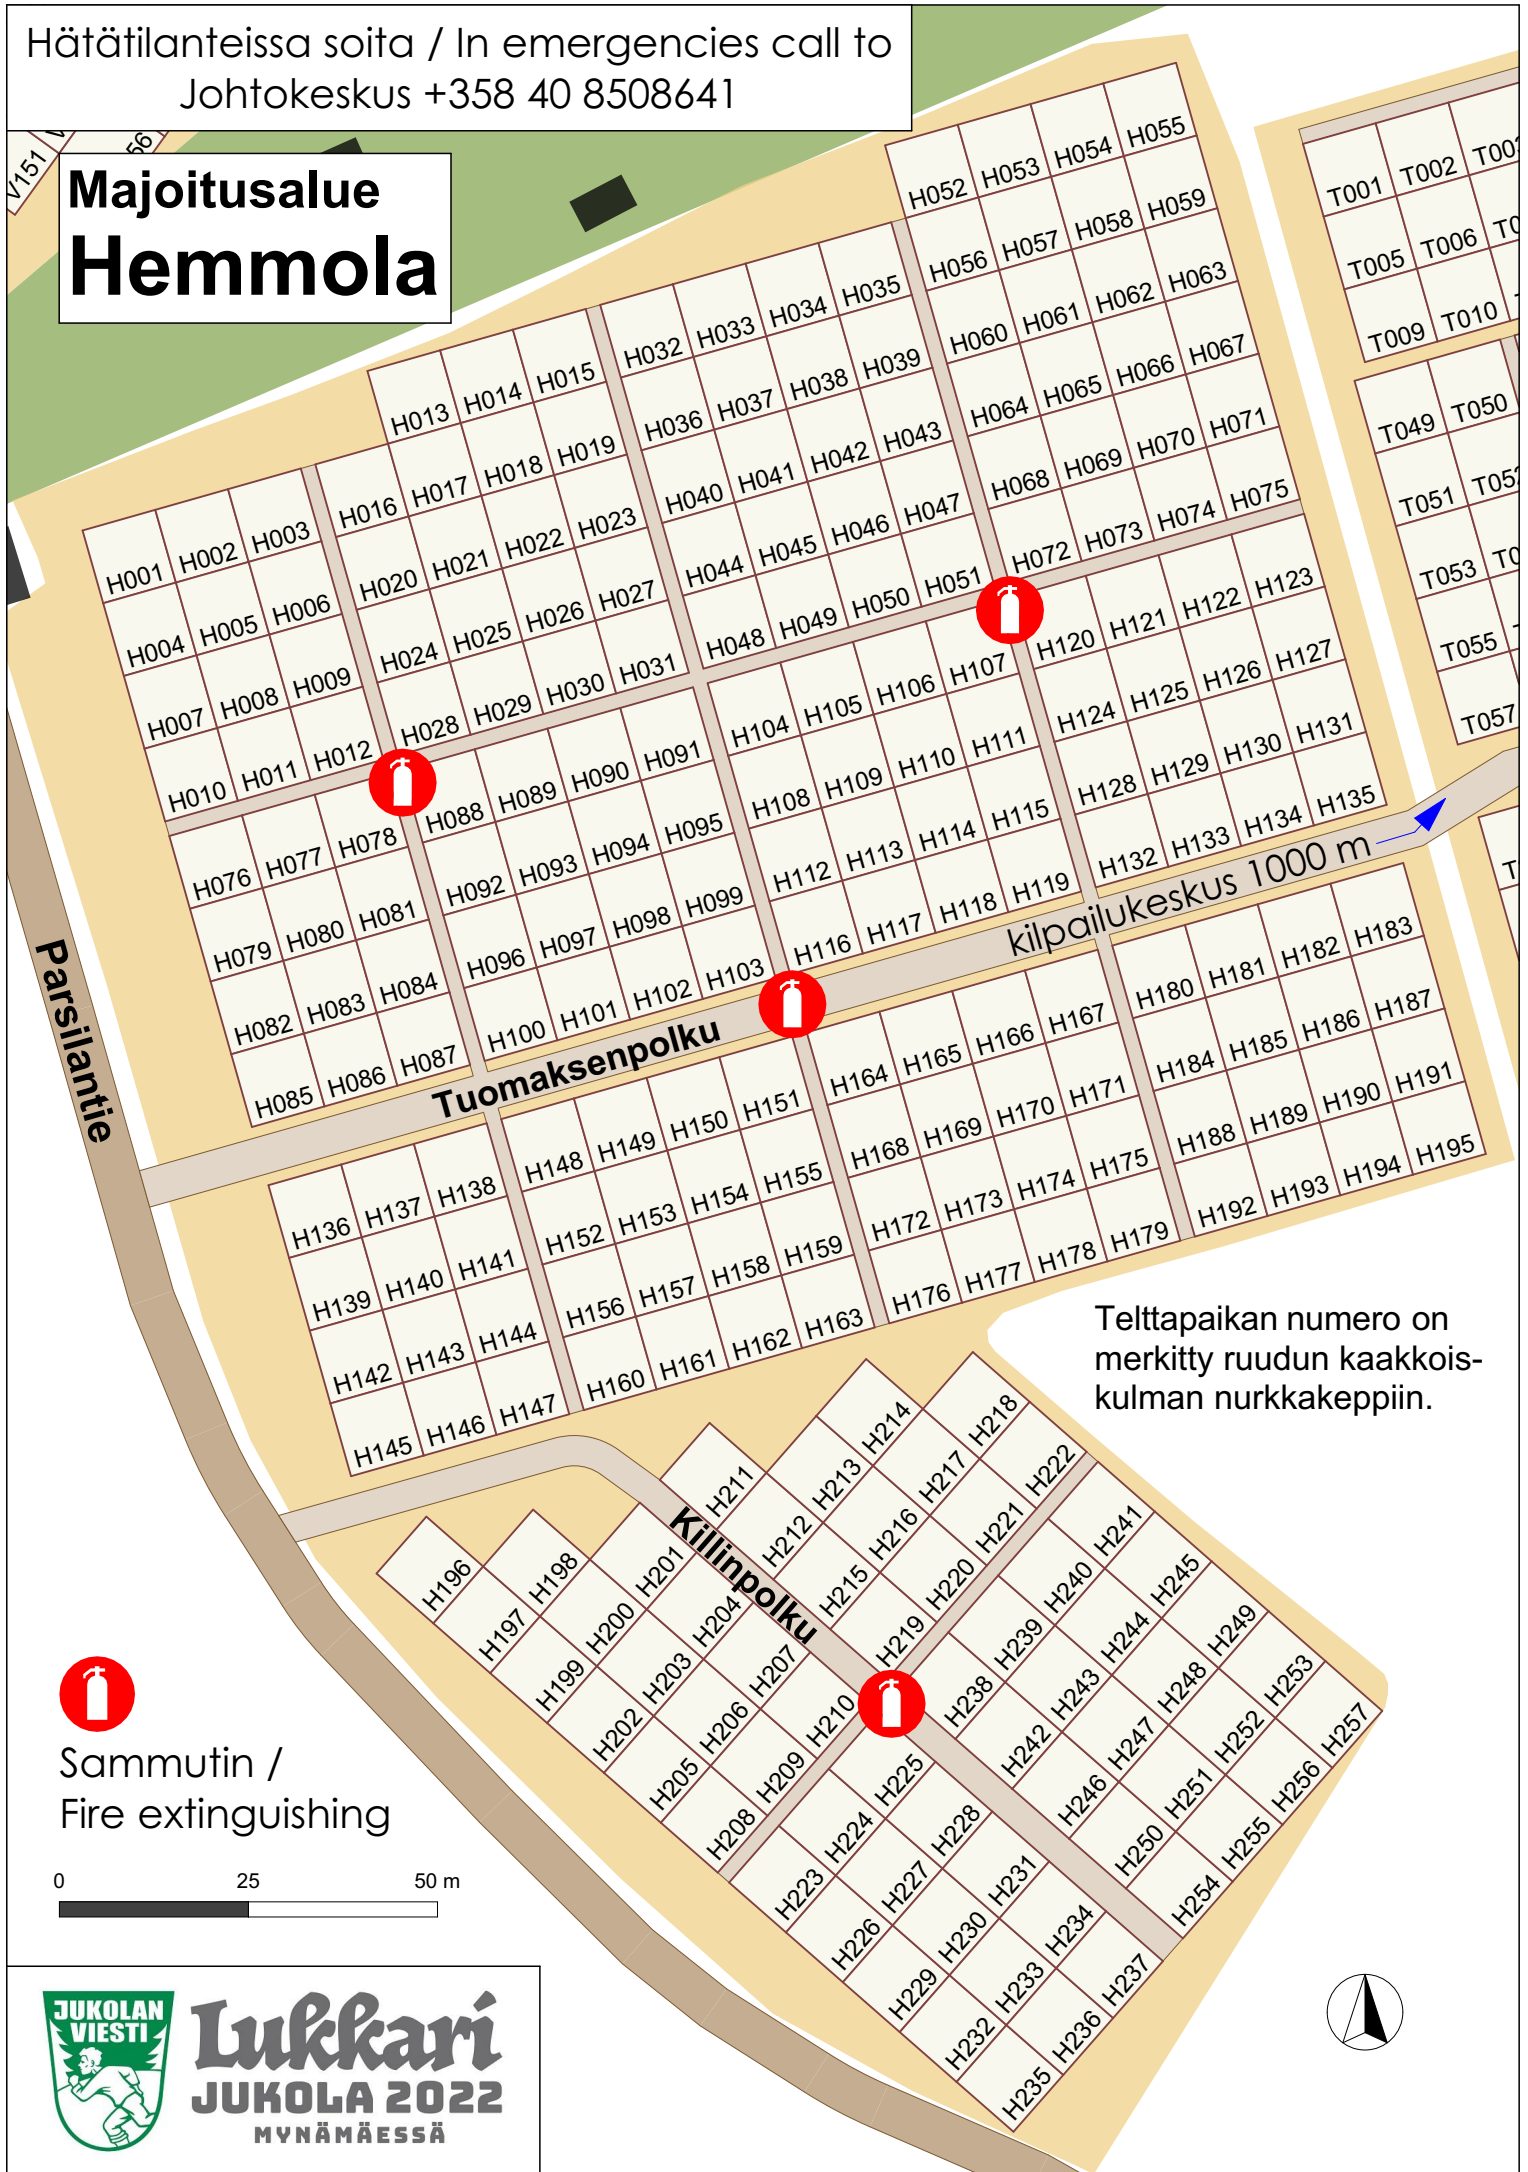 Hätätilanteissa soita / In emergencies call to
Johtokeskus +358 40 8508641
V151
56
Majoitusalue
Hemmola
H052 H053 H054 H055
H056 H057 H058 H059
H060 H061 H062 H063
H064 H065 H066 H067
H068 H069 H070 H071
H072 H073 H074 H075
H032 H033 H034 H035
H036 H037 H038 H039
H040 H041 H042 H043
H044 H045 H046 H047
H048 H049 H050 H051
H013 H014 H015
H016 H017 H018 H019
H020 H021 H022 H023
H024 H025 H026 H027
H028 H029 H030 H031
H001 H002 H003
H004 H005 H006
H007 H008 H009
H010 H011 H012
T001 T002 T003
T005 T006
T009 T010
T049 T050
T051 T052
T053
T055
T057
H076 H077 H078
H079 H080 H081
H082 H083 H084
H085 H086 H087
H088 H089 H090 H091
H092 H093 H094 H095
H096 H097 H098 H099
H100 H101 H102 H103
H104 H105 H106 H107
H108 H109 H110 H111
H112 H113 H114 H115
H116 H117 H118 H119
H120 H121 H122 H123
H124 H125 H126 H127
H128 H129 H130 H131
H132 H133 H134 H135
kilpailukeskus 1000 m
Tuomaksenpolku
Parsilantie
H136 H137 H138
H139 H140 H141
H142 H143 H144
H145 H146 H147
H148 H149 H150 H151
H152 H153 H154 H155
H156 H157 H158 H159
H160 H161 H162 H163
H164 H165 H166 H167
H168 H169 H170 H171
H172 H173 H174 H175
H176 H177 H178 H179
H180 H181 H182 H183
H184 H185 H186 H187
H188 H189 H190 H191
H192 H193 H194 H195
Telttapaikan numero on
merkitty ruudun kaakkois-
kulman nurkkakeppiin.
Killinpolku
H196
H197 H198
H199 H200 H201
H202 H203 H204
H205 H206 H207
H208 H209 H210
H211
H212 H213 H214
H215 H216 H217 H218
H219 H220 H221 H222
H223 H224 H225
H226 H227 H228
H229 H230 H231
H232 H233 H234
H235 H236 H237
H238 H239 H240 H241
H242 H243 H244 H245
H246 H247 H248 H249
H250 H251 H252 H253
H254 H255 H256 H257
Sammutin /
Fire extinguishing
0 25 50 m
JUKOLAN
VIESTI
Lukkari
JUKOLA 2022
MYNÄMÄESSÄ